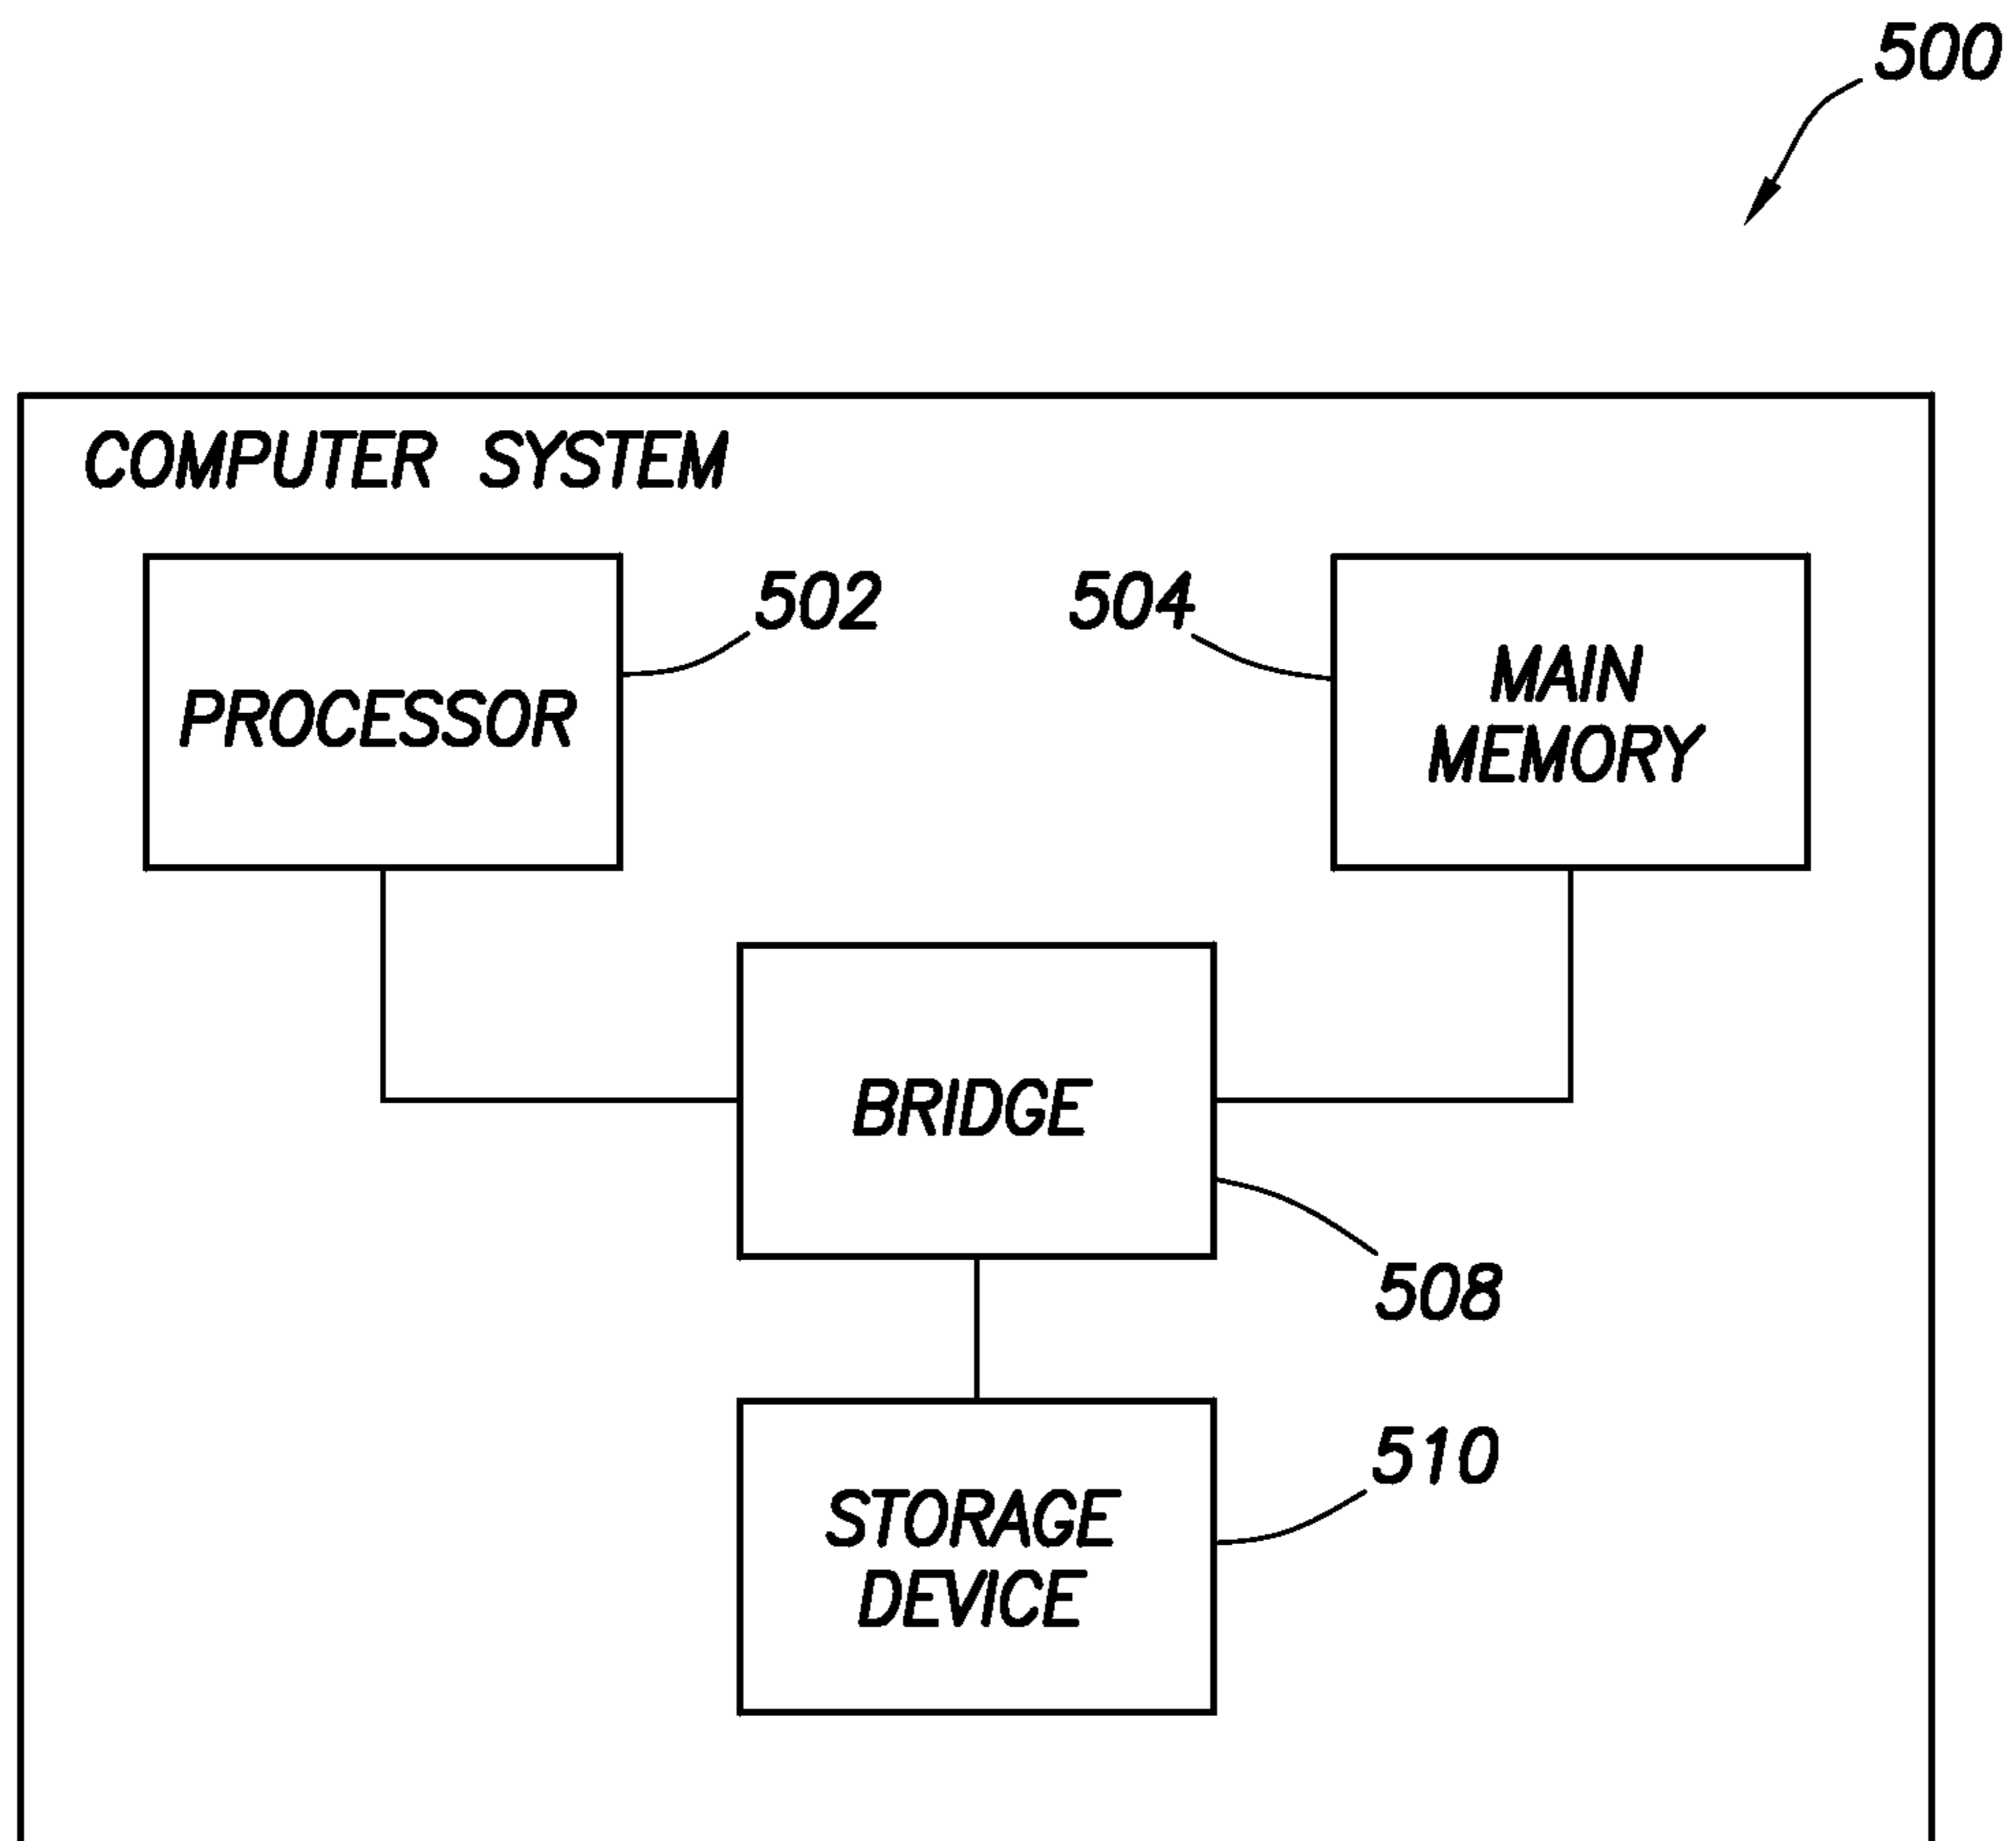 500
COMPUTER SYSTEM
502
504
PROCESSOR
MAIN
MEMORY
BRIDGE
508
510
STORAGE
DEVICE